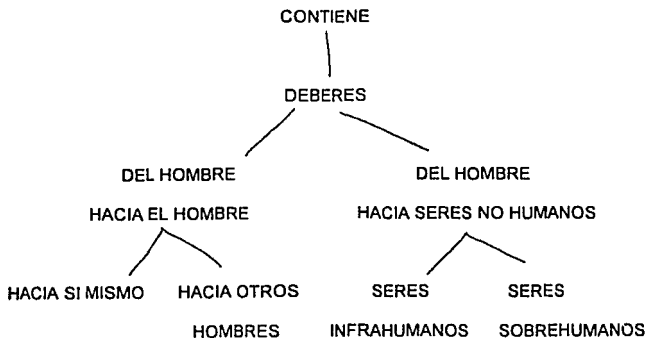 CONTIENE
DEBERES
DEL HOMBRE
HACIA EL HOMBRE
DEL HOMBRE
HACIA SERES NO HUMANOS
HACIA SI MISMO
HACIA OTROS
HOMBRES
SERES
INFRAHUMANOS
SERES
SOBREHUMANOS